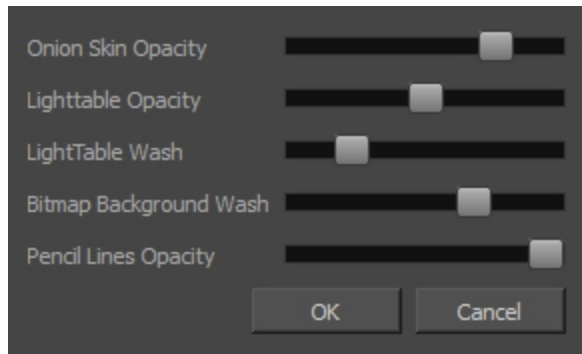 Onion Skin Opacity
Lighttable Opacity
LightTable Wash
Bitmap Background Wash
Pencil Lines Opacity
OK Cancel